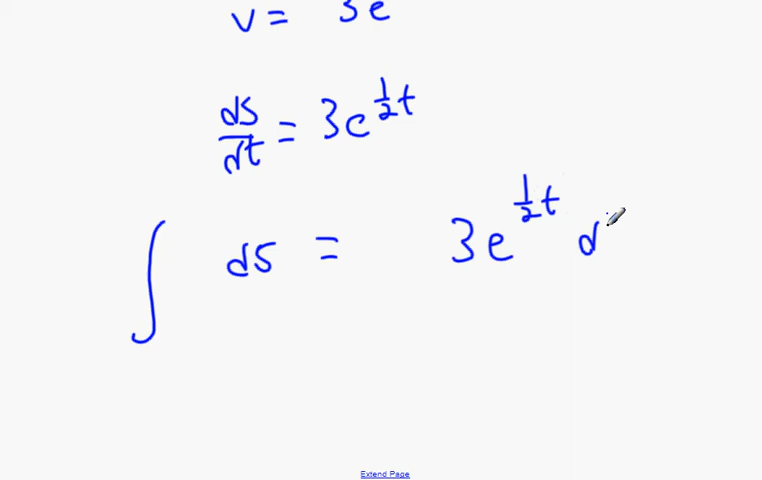 v = 3e
ds/dt = 3e^{1/2 t}
∫ ds = 3e^{1/2 t} d
Extend Page